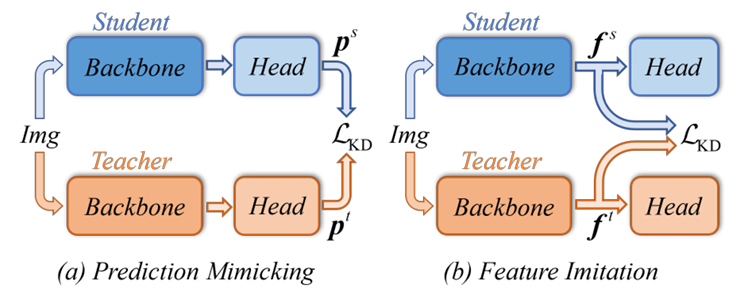 Student
Backbone
Head
p^s
Img
ℒ_KD
Teacher
Backbone
Head
p^t
(a) Prediction Mimicking
Student
Backbone
f^s
Head
Img
ℒ_KD
Teacher
Backbone
f^t
Head
(b) Feature Imitation